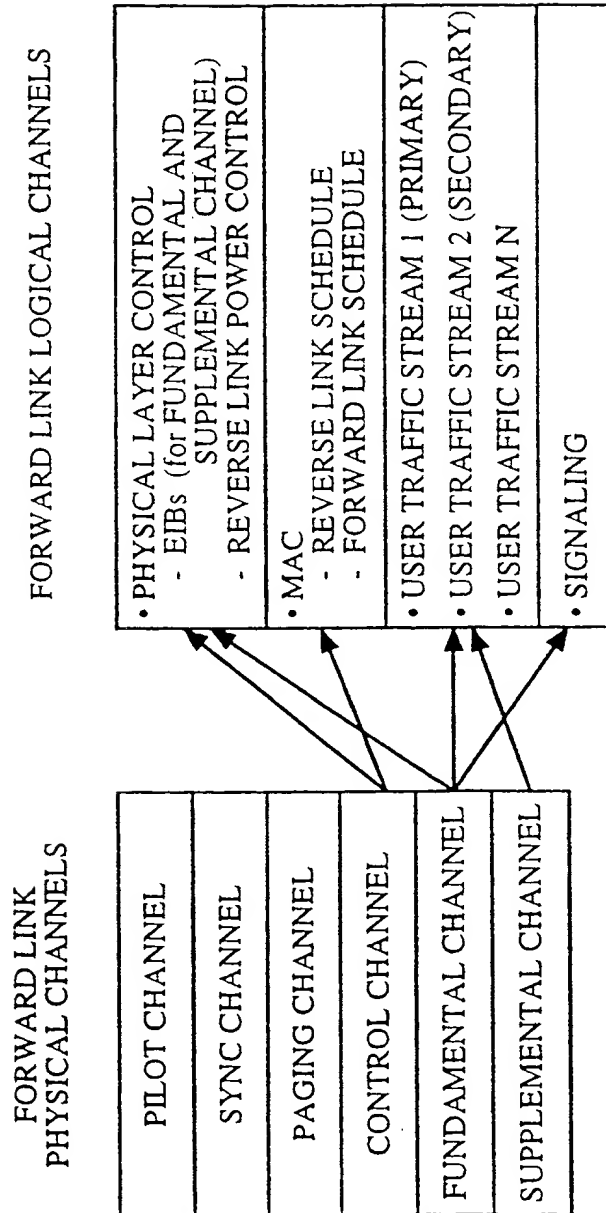 FORWARD LINK
PHYSICAL CHANNELS
PILOT CHANNEL
SYNC CHANNEL
PAGING CHANNEL
CONTROL CHANNEL
FUNDAMENTAL CHANNEL
SUPPLEMENTAL CHANNEL
FORWARD LINK LOGICAL CHANNELS
• PHYSICAL LAYER CONTROL
- EIBs (for FUNDAMENTAL AND
SUPPLEMENTAL CHANNEL)
- REVERSE LINK POWER CONTROL
• MAC
- REVERSE LINK SCHEDULE
- FORWARD LINK SCHEDULE
• USER TRAFFIC STREAM 1 (PRIMARY)
• USER TRAFFIC STREAM 2 (SECONDARY)
• USER TRAFFIC STREAM N
• SIGNALING